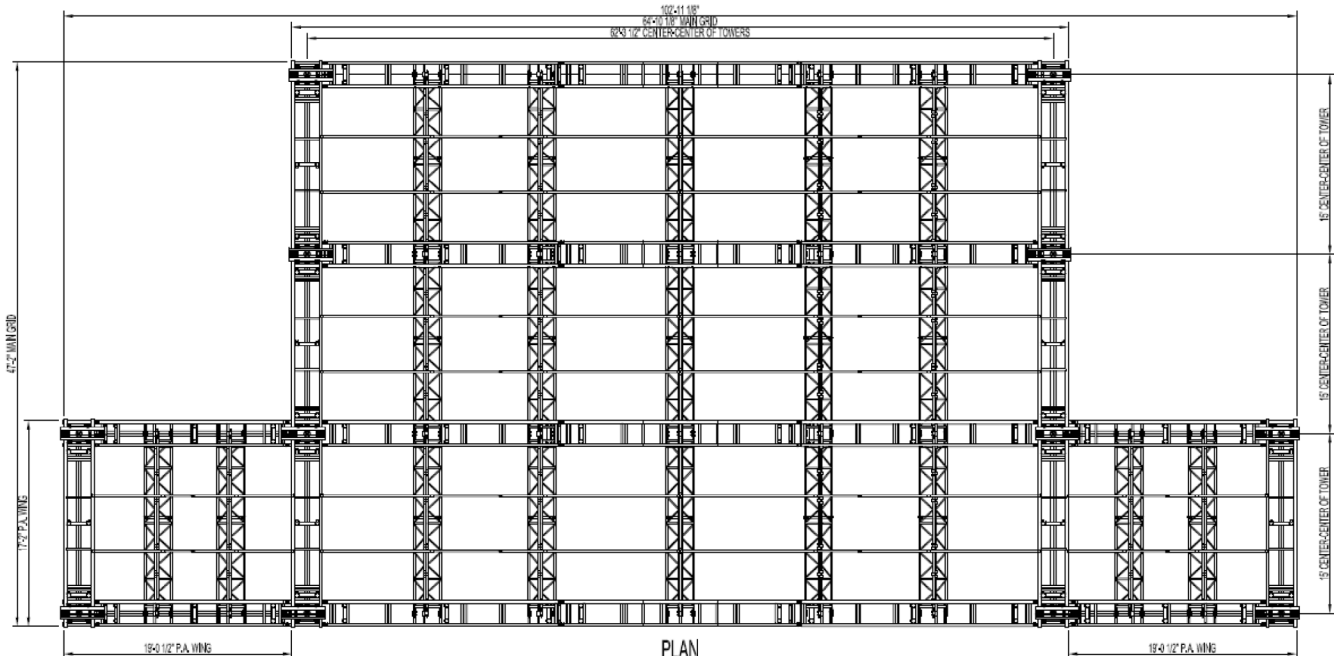 102'-11 1/8"
64'-10 1/8" MAIN GRID
62'-3 1/2" CENTER-CENTER OF TOWERS
47'-2" MAIN GRID
15' CENTER-CENTER OF TOWER
15' CENTER-CENTER OF TOWER
17'-2" P.A. WING
15' CENTER-CENTER OF TOWER
19'-0 1/2" P.A. WING
PLAN
19'-0 1/2" P.A. WING